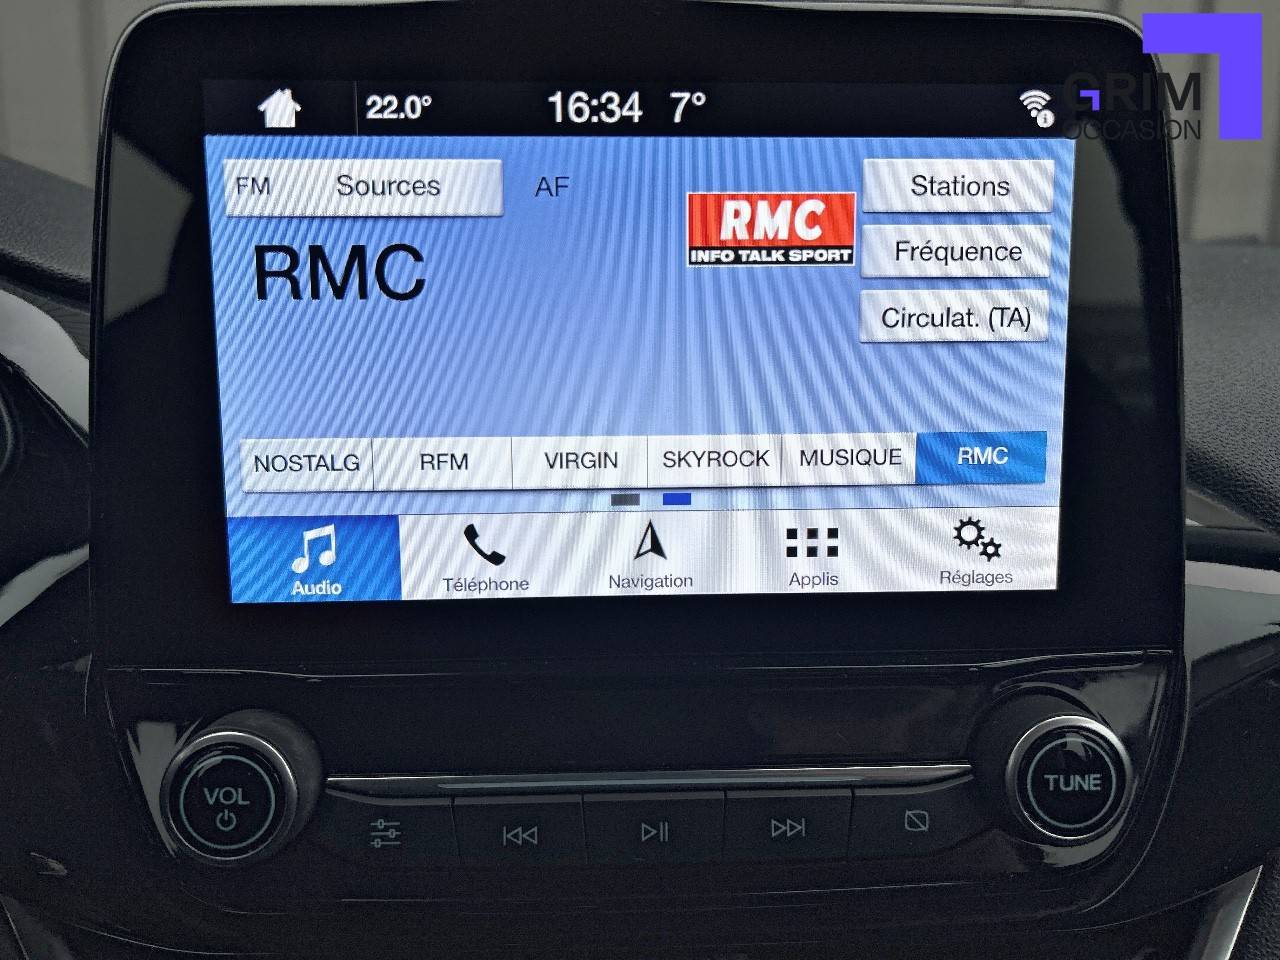 GRIM
OCCASION
22.0°
16:34
7°
FM
Sources
AF
RMC
INFO TALK SPORT
Stations
RMC
Fréquence
Circulat. (TA)
NOSTALG
RFM
VIRGIN
SKYROCK
MUSIQUE
RMC
Audio
Téléphone
Navigation
Applis
Réglages
VOL
TUNE